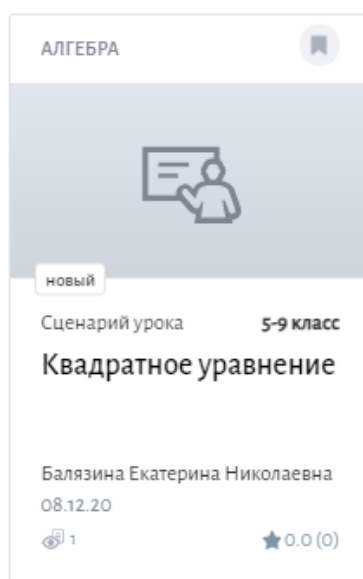 АЛГЕБРА
новый
Сценарий урока 5-9 класс
Квадратное уравнение
Балязина Екатерина Николаевна
08.12.20
1 0.0 (0)